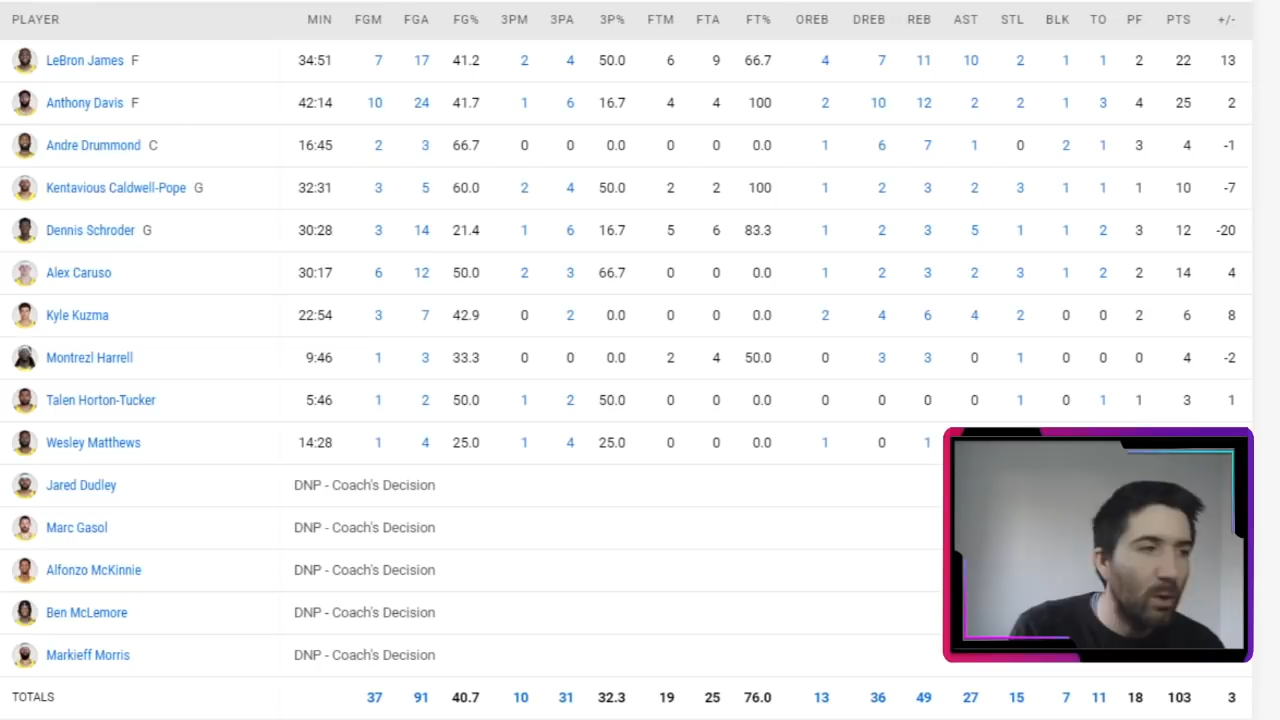 PLAYER MIN FGM FGA FG% 3PM 3PA 3P% FTM FTA FT% OREB DREB REB AST STL BLK TO PF PTS +/-
LeBron James F 34:51 7 17 41.2 2 4 50.0 6 9 66.7 4 7 11 10 2 1 1 2 22 13
Anthony Davis F 42:14 10 24 41.7 1 6 16.7 4 4 100 2 10 12 2 2 1 3 4 25 2
Andre Drummond C 16:45 2 3 66.7 0 0 0.0 0 0 0.0 1 6 7 1 0 2 1 3 4 -1
Kentavious Caldwell-Pope G 32:31 3 5 60.0 2 4 50.0 2 2 100 1 2 3 2 3 1 1 1 10 -7
Dennis Schroder G 30:28 3 14 21.4 1 6 16.7 5 6 83.3 1 2 3 5 1 1 2 3 12 -20
Alex Caruso 30:17 6 12 50.0 2 3 66.7 0 0 0.0 1 2 3 2 3 1 2 2 14 4
Kyle Kuzma 22:54 3 7 42.9 0 2 0.0 0 0 0.0 2 4 6 4 2 0 0 2 6 8
Montrezl Harrell 9:46 1 3 33.3 0 0 0.0 2 4 50.0 0 3 3 0 1 0 0 0 4 -2
Talen Horton-Tucker 5:46 1 2 50.0 1 2 50.0 0 0 0.0 0 0 0 0 1 0 1 1 3 1
Wesley Matthews 14:28 1 4 25.0 1 4 25.0 0 0 0.0 1 0 1
Jared Dudley DNP - Coach's Decision
Marc Gasol DNP - Coach's Decision
Alfonzo McKinnie DNP - Coach's Decision
Ben McLemore DNP - Coach's Decision
Markieff Morris DNP - Coach's Decision
TOTALS 37 91 40.7 10 31 32.3 19 25 76.0 13 36 49 27 15 7 11 18 103 3